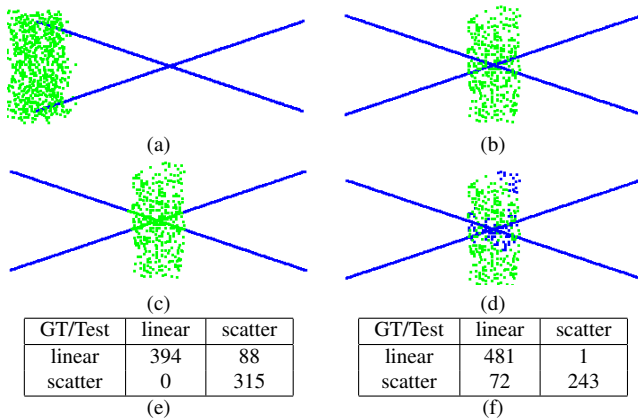 (a) (b)
(c) (d)
GT/Test linear scatter
linear 394 88
scatter 0 315
(e)
GT/Test linear scatter
linear 481 1
scatter 72 243
(f)